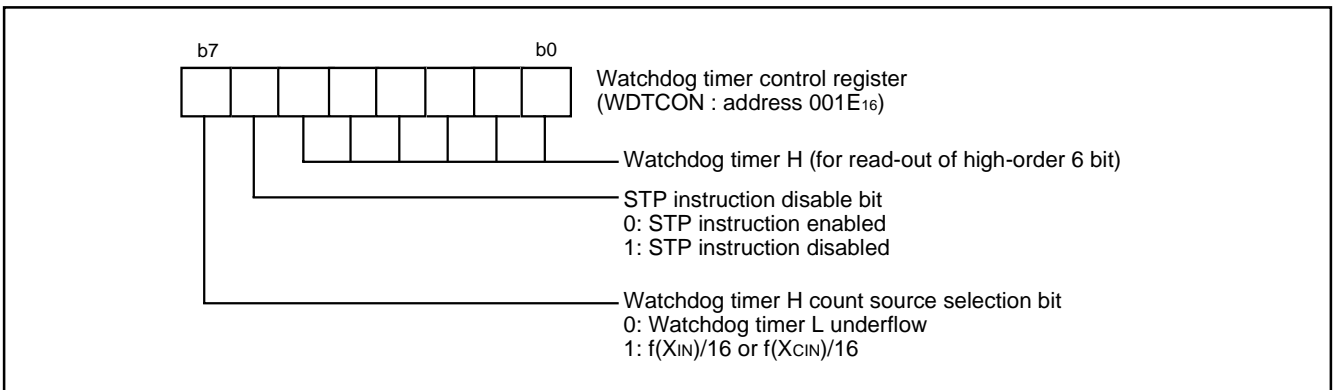 b7 b0
Watchdog timer control register
(WDTCON : address 001E16)
Watchdog timer H (for read-out of high-order 6 bit)
STP instruction disable bit
0: STP instruction enabled
1: STP instruction disabled
Watchdog timer H count source selection bit
0: Watchdog timer L underflow
1: f(XIN)/16 or f(XCIN)/16